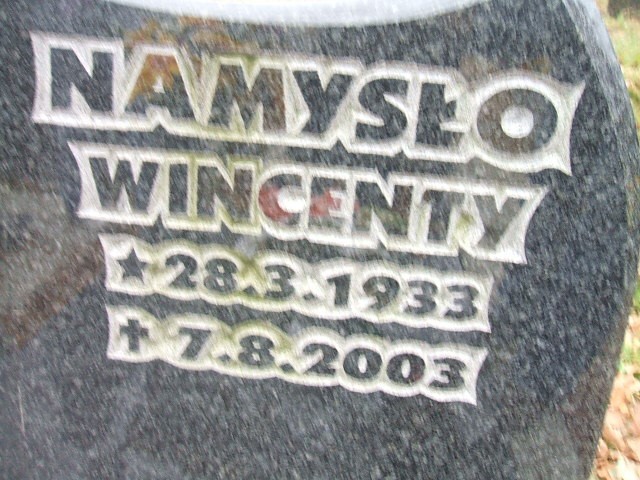 NAMYSŁO
WINCENTY
★ 28.3.1933
✝ 7.8.2003